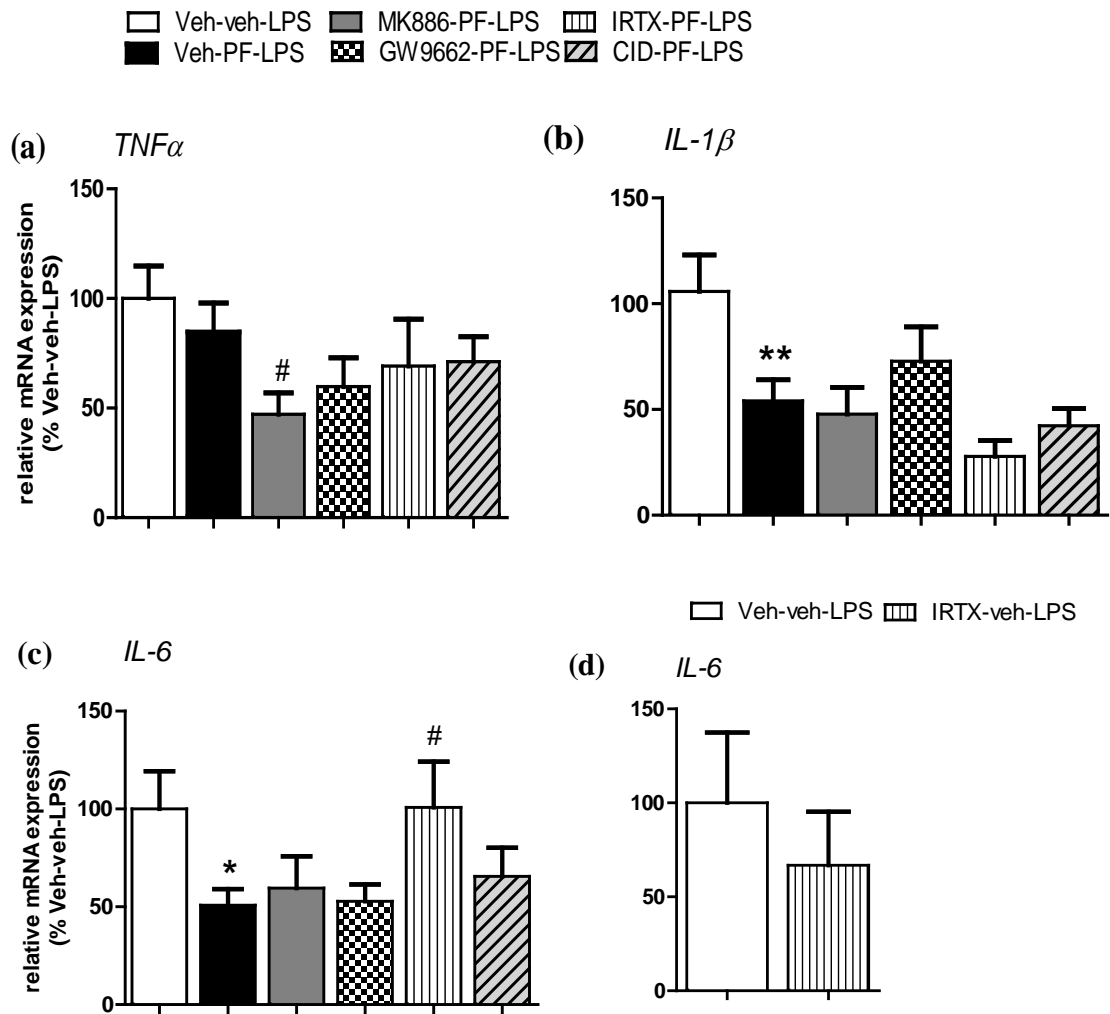 Veh-veh-LPS MK886-PF-LPS IRTX-PF-LPS
Veh-PF-LPS GW9662-PF-LPS CID-PF-LPS
(a) TNFα
relative mRNA expression
(% Veh-veh-LPS)
150
100
50
0
#
(b) IL-1β
150
100
50
0
**
(c) IL-6
relative mRNA expression
(% Veh-veh-LPS)
150
100
50
0
*
#
Veh-veh-LPS IRTX-veh-LPS
(d) IL-6
150
100
50
0